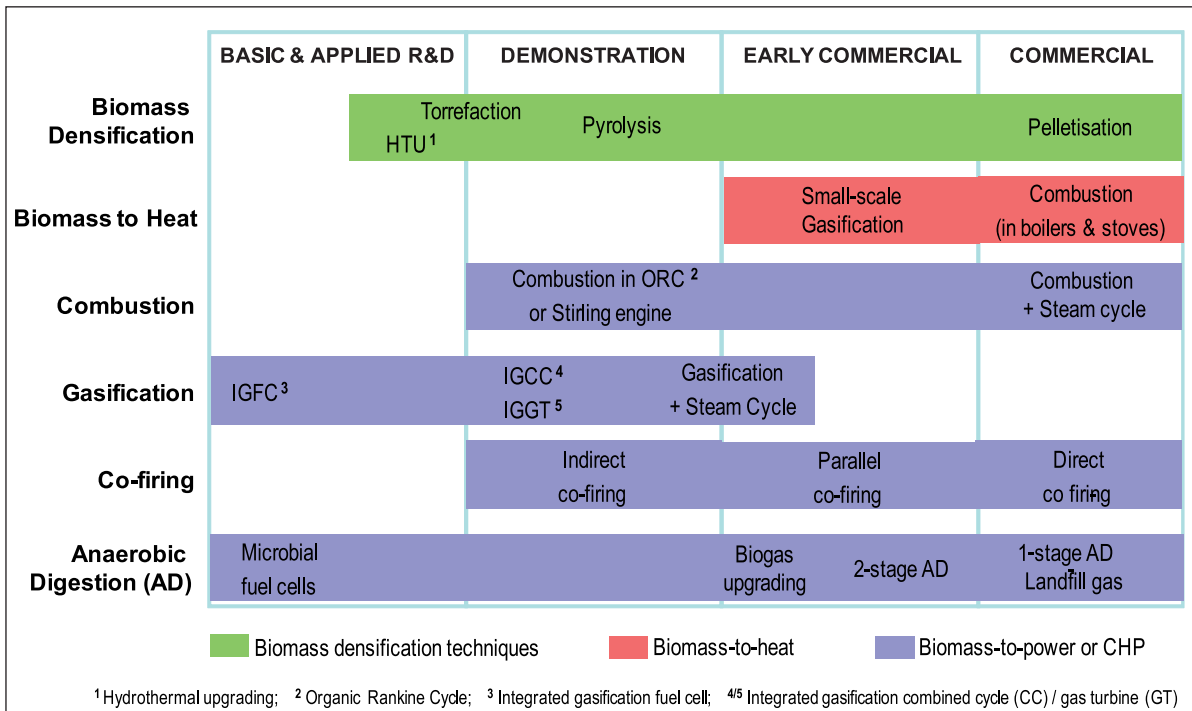 BASIC & APPLIED R&D DEMONSTRATION EARLY COMMERCIAL COMMERCIAL
Biomass
Densification
Torrefaction
HTU 1
Pyrolysis
Pelletisation
Biomass to Heat
Small-scale
Gasification
Combustion
(in boilers & stoves)
Combustion
Combustion in ORC 2
or Stirling engine
Combustion
+ Steam cycle
Gasification
IGFC 3
IGCC 4
IGGT 5
Gasification
+ Steam Cycle
Co-firing
Indirect
co-firing
Parallel
co-firing
Direct
co firing
Anaerobic
Digestion (AD)
Microbial
fuel cells
Biogas
upgrading
2-stage AD
1-stage AD
Landfill gas
Biomass densification techniques Biomass-to-heat Biomass-to-power or CHP
1 Hydrothermal upgrading; 2 Organic Rankine Cycle; 3 Integrated gasification fuel cell; 4/5 Integrated gasification combined cycle (CC) / gas turbine (GT)